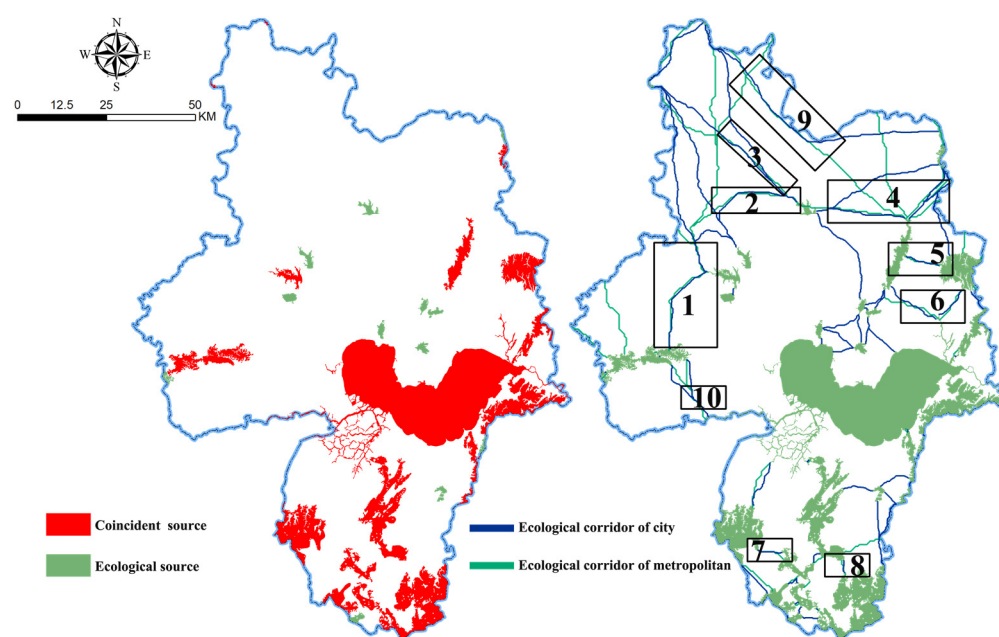 N
W E
S
0 12.5 25 50
KM
9
3
2
4
5
1
6
10
7
8
Coincident source
Ecological source
Ecological corridor of city
Ecological corridor of metropolitan